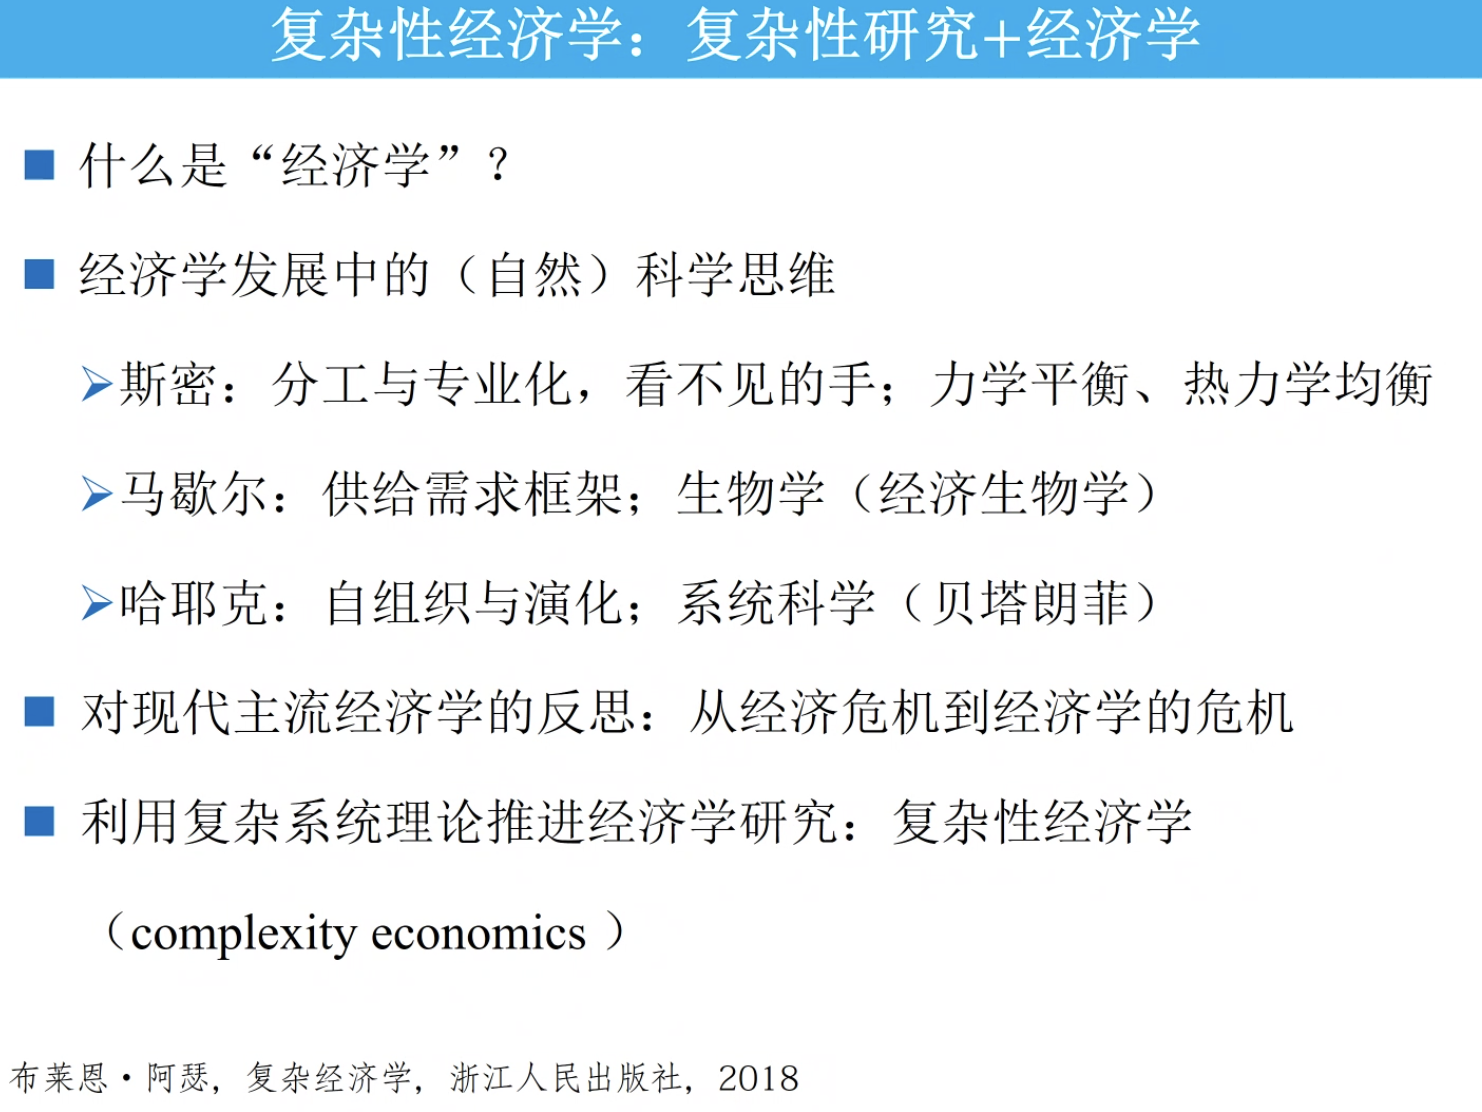 复杂性经济学：复杂性研究+经济学
什么是“经济学”？
经济学发展中的（自然）科学思维
斯密：分工与专业化，看不见的手；力学平衡、热力学均衡
马歇尔：供给需求框架；生物学（经济生物学）
哈耶克：自组织与演化；系统科学（贝塔朗菲）
对现代主流经济学的反思：从经济危机到经济学的危机
利用复杂系统理论推进经济学研究：复杂性经济学
（complexity economics ）
布莱恩·阿瑟，复杂经济学，浙江人民出版社，2018